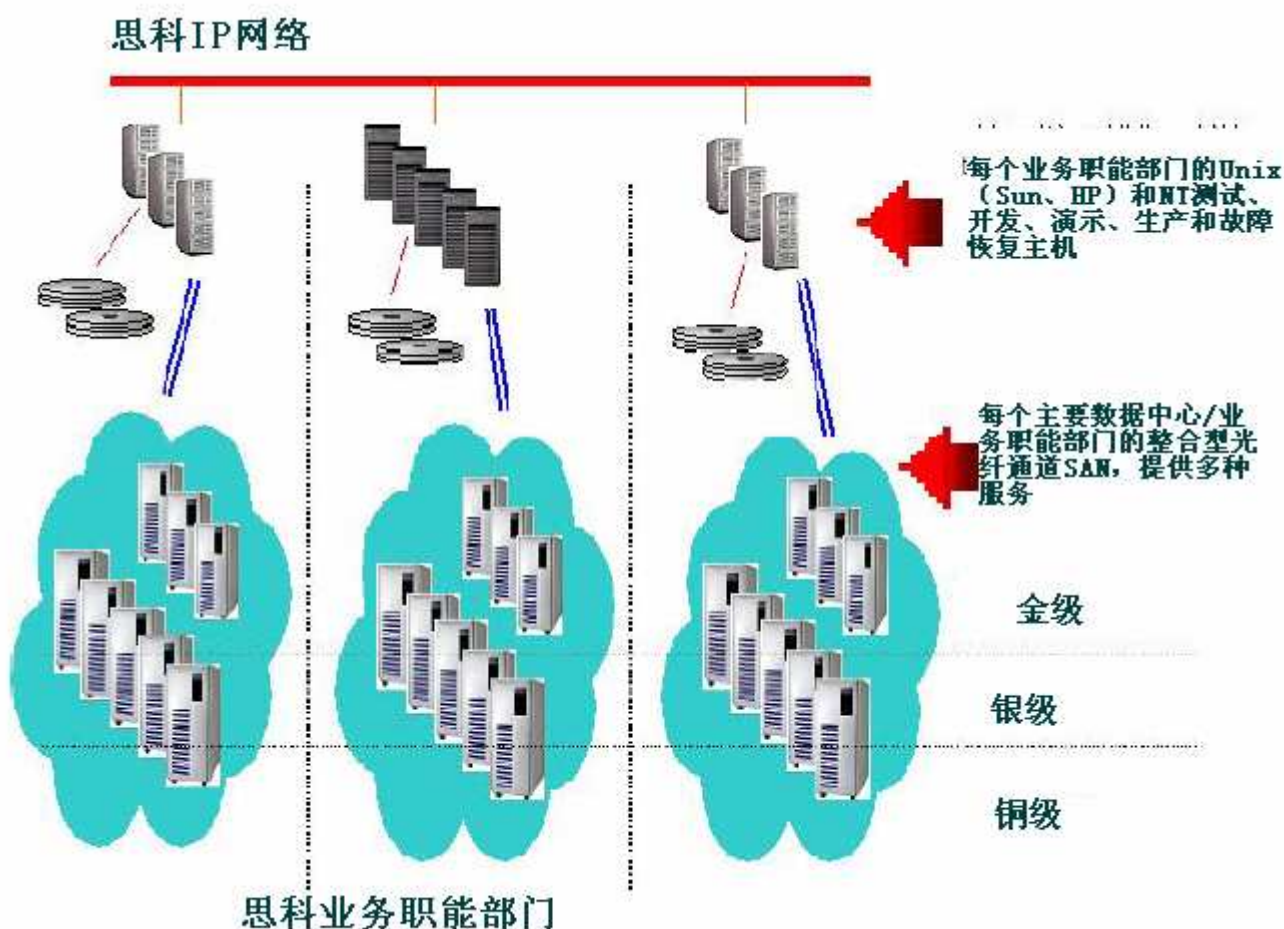 思科IP网络
每个业务职能部门的Unix
（Sun、HP）和NT测试、
开发、演示、生产和故障
恢复主机
每个主要数据中心/业
务职能部门的整合型光
纤通道SAN，提供多种
服务
金级
银级
铜级
思科业务职能部门